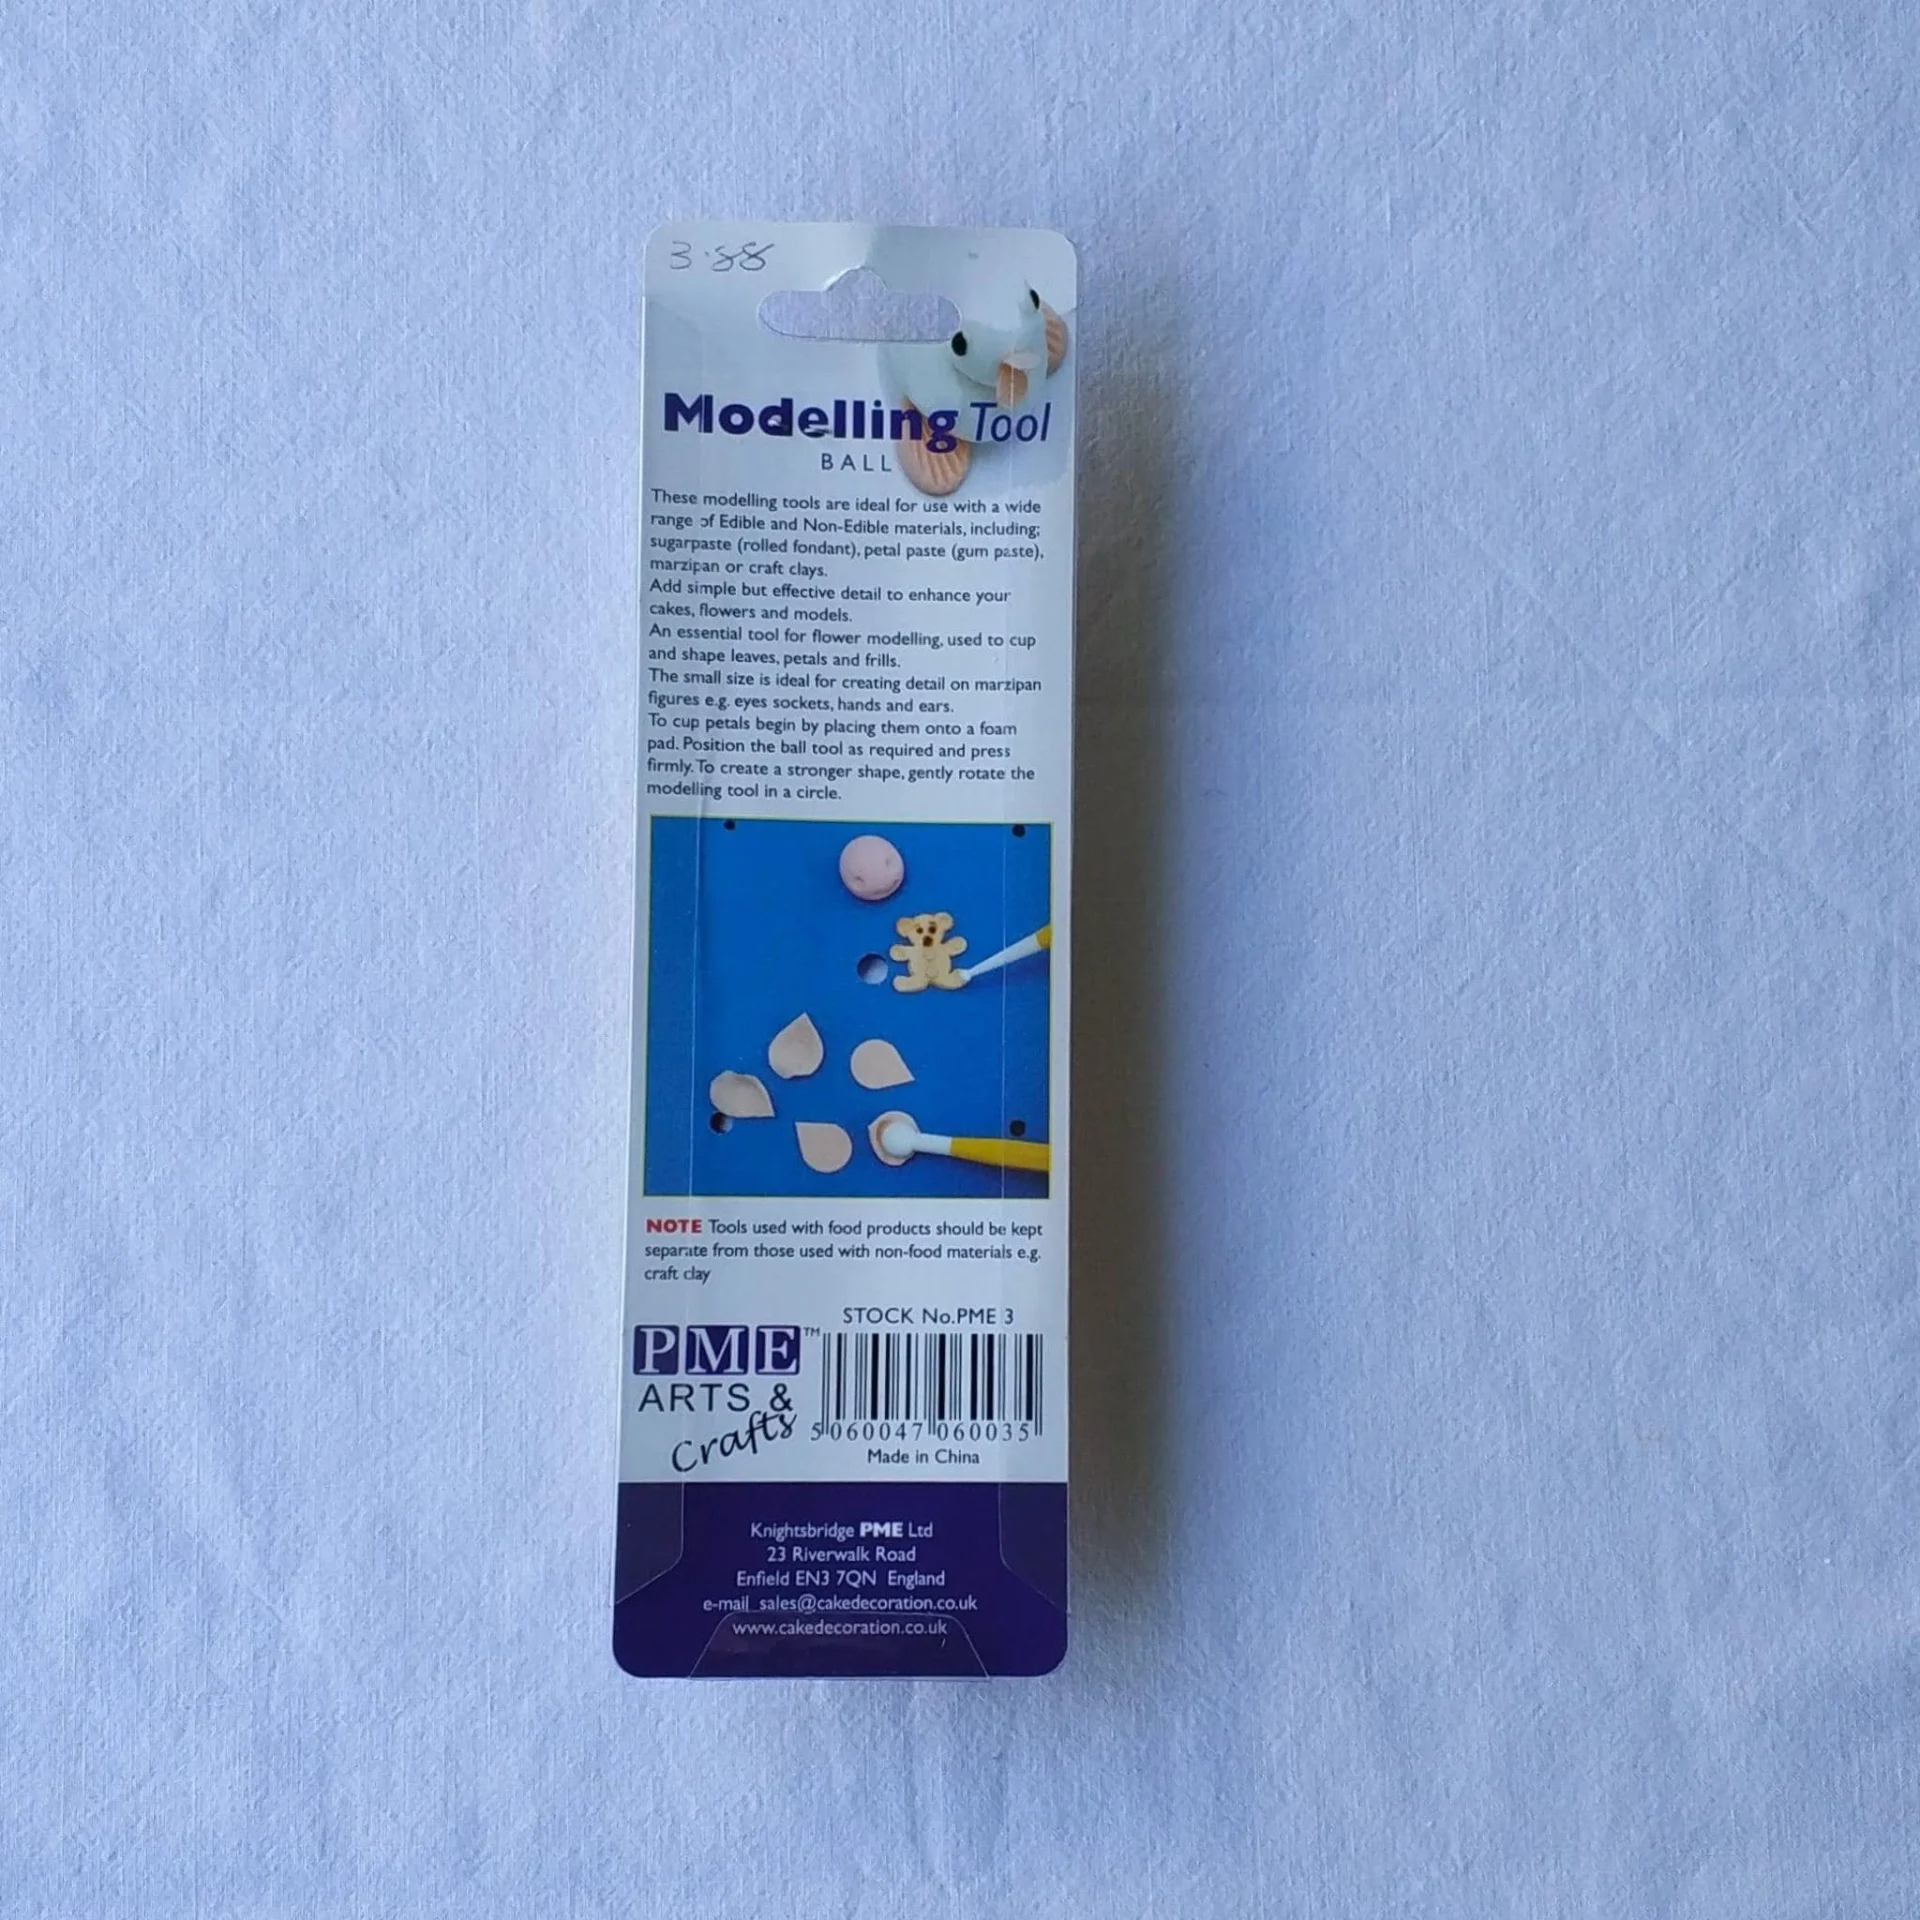 3.88
Modelling Tool
BALL
These modelling tools are ideal for use with a wide
range of Edible and Non-Edible materials, including;
sugarpaste (rolled fondant), petal paste (gum paste),
marzipan or craft clays.
Add simple but effective detail to enhance your
cakes, flowers and models.
An essential tool for flower modelling, used to cup
and shape leaves, petals and frills.
The small size is ideal for creating detail on marzipan
figures e.g. eyes sockets, hands and ears.
To cup petals begin by placing them onto a foam
pad. Position the ball tool as required and press
firmly. To create a stronger shape, gently rotate the
modelling tool in a circle.
NOTE Tools used with food products should be kept
separate from those used with non-food materials e.g.
craft clay
STOCK No.PME 3
PME™
ARTS &
Crafts
5 060047 060035
Made in China
Knightsbridge PME Ltd
23 Riverwalk Road
Enfield EN3 7QN England
e-mail sales@cakedecoration.co.uk
www.cakedecoration.co.uk